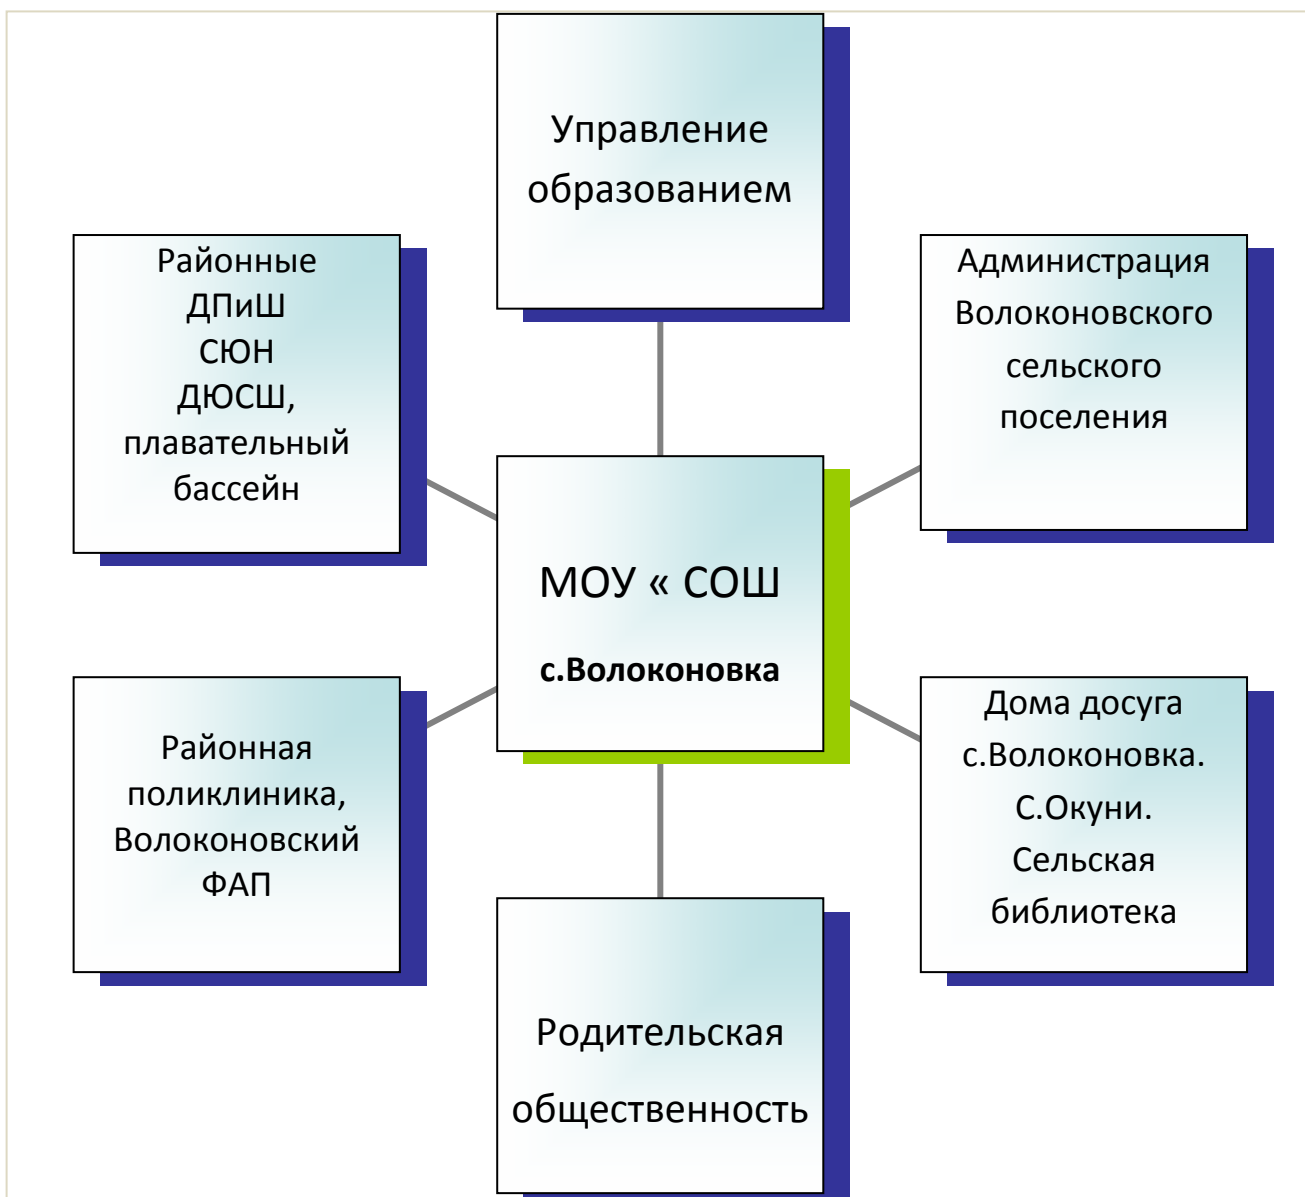 Управление
образованием
Районные
ДПиШ
СЮН
ДЮСШ,
плавательный
бассейн
Администрация
Волоконовского
сельского
поселения
МОУ « СОШ
с.Волоконовка
Районная
поликлиника,
Волоконовский
ФАП
Дома досуга
с.Волоконовка.
С.Окуни.
Сельская
библиотека
Родительская
общественность